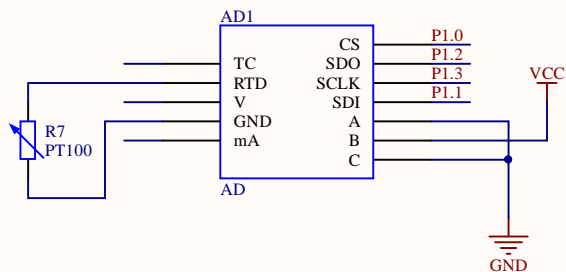 AD1
TC
RTD
V
GND
mA
CS
SDO
SCLK
SDI
A
B
C
P1.0
P1.2
P1.3
P1.1
VCC
R7
PT100
AD
GND